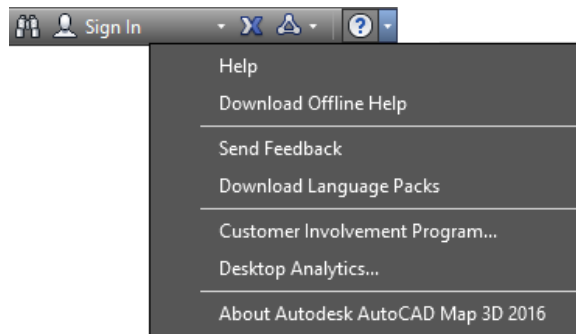 Sign In
?
Help
Download Offline Help
Send Feedback
Download Language Packs
Customer Involvement Program...
Desktop Analytics...
About Autodesk AutoCAD Map 3D 2016